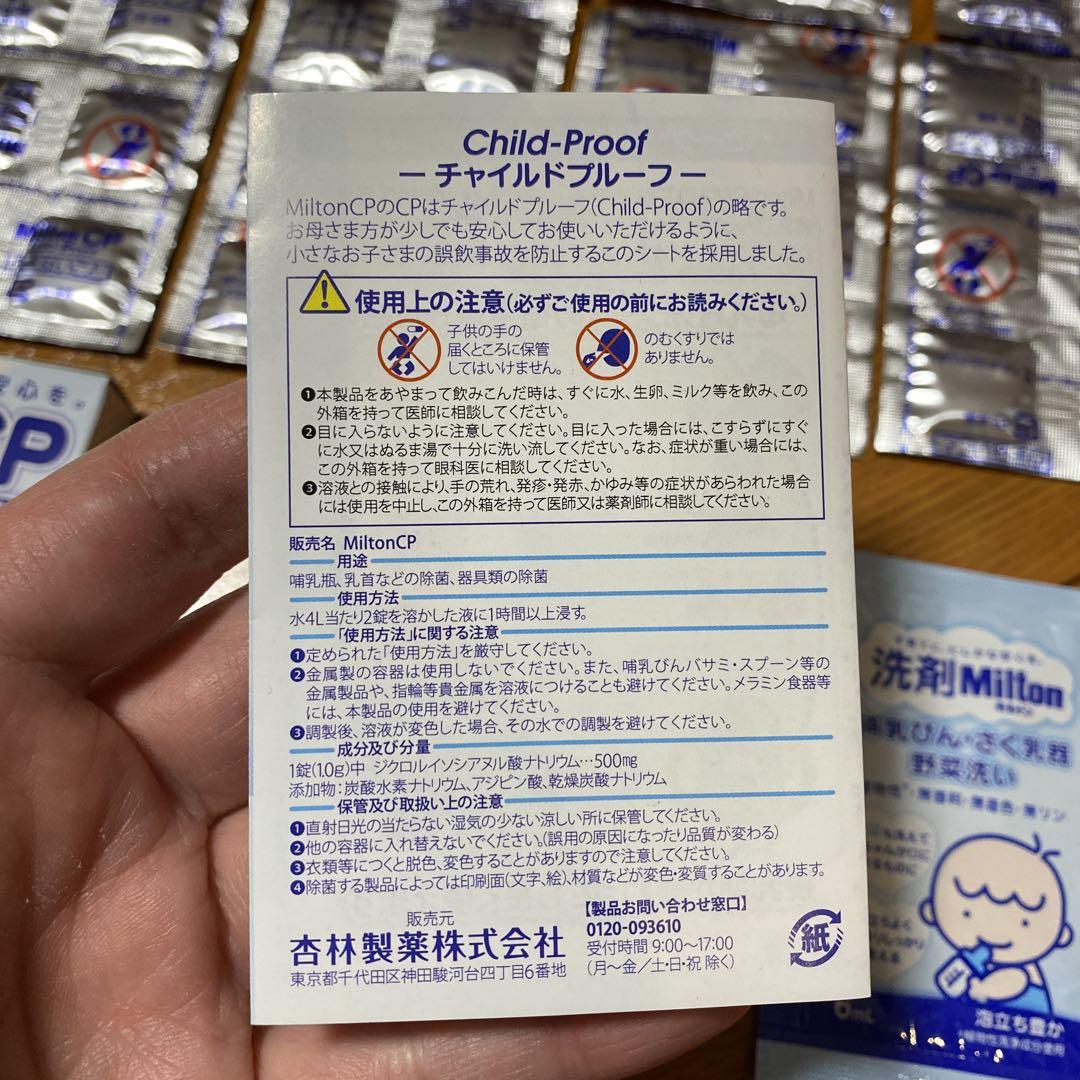 Child-Proof
ー チャイルドプルーフ ー
MiltonCPのCPはチャイルドプルーフ(Child-Proof)の略です。
お母さま方が少しでも安心してお使いいただけるように、
小さなお子さまの誤飲事故を防止するこのシートを採用しました。
使用上の注意(必ずご使用の前にお読みください。)
子供の手の
届くところに保管
してはいけません。
のむくすりでは
ありません。
❶本製品をあやまって飲みこんだ時は、すぐに水、生卵、ミルク等を飲み、この
外箱を持って医師に相談してください。
❷目に入らないように注意してください。目に入った場合には、こすらずにすぐ
に水又はぬるま湯で十分に洗い流してください。なお、症状が重い場合には、
この外箱を持って眼科医に相談してください。
❸溶液との接触により、手の荒れ、発疹・発赤、かゆみ等の症状があらわれた場合
には使用を中止し、この外箱を持って医師又は薬剤師に相談してください。
販売名 MiltonCP
用途
哺乳瓶、乳首などの除菌、器具類の除菌
使用方法
水4L当たり2錠を溶かした液に1時間以上浸す。
「使用方法」に関する注意
❶定められた「使用方法」を厳守してください。
❷金属製の容器は使用しないでください。また、哺乳びんバサミ・スプーン等の
金属製品や、指輪等貴金属を溶液につけることも避けてください。メラミン食器等
には、本製品の使用を避けてください。
❸調製後、溶液が変色した場合、その水での調製を避けてください。
成分及び分量
1錠(1.0g)中 ジクロルイソシアヌル酸ナトリウム…500mg
添加物:炭酸水素ナトリウム、アジピン酸、乾燥炭酸ナトリウム
保管及び取扱い上の注意
❶直射日光の当たらない湿気の少ない涼しい所に保管してください。
❷他の容器に入れ替えないでください。(誤用の原因になったり品質が変わる)
❸衣類等につくと脱色、変色することがありますので注意してください。
❹除菌する製品によっては印刷面(文字、絵)、材質などが変色・変質することがあります。
販売元
杏林製薬株式会社
東京都千代田区神田駿河台四丁目6番地
【製品お問い合わせ窓口】
0120-093610
受付時間 9:00〜17:00
(月〜金/土・日・祝 除く)
紙
心を。
CP
Milton CP
洗剤Milton
乳びん・さく乳器
野菜洗い
無着色・無リン
泡立ち豊か